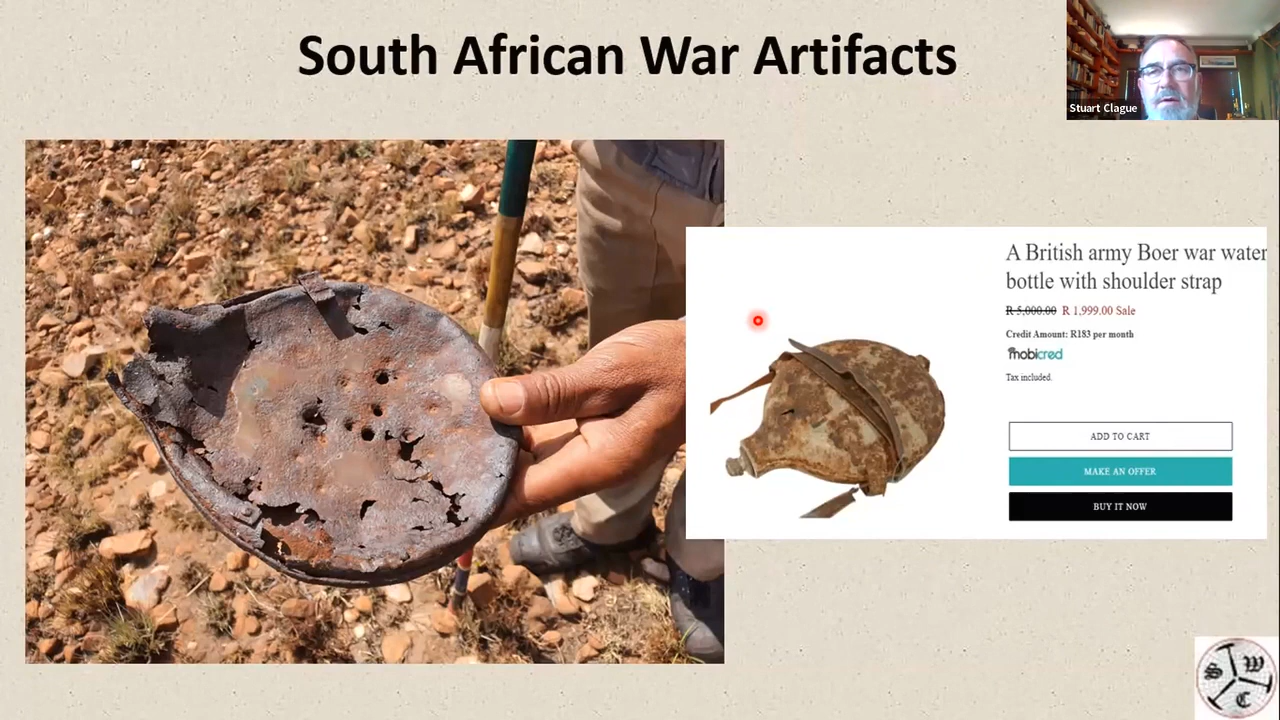 South African War Artifacts
Stuart Clague
A British army Boer war water
bottle with shoulder strap
R 5,000.00 R 1,999.00 Sale
Credit Amount: R183 per month
mobicred
Tax included.
ADD TO CART
MAKE AN OFFER
BUY IT NOW
S W
C